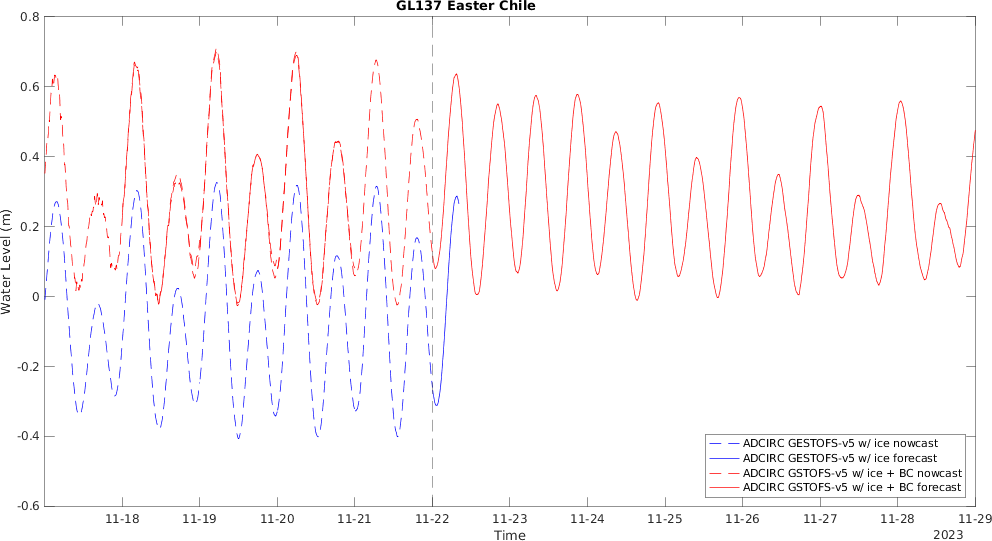 GL137 Easter Chile
0.8
0.6
0.4
0.2
0
-0.2
-0.4
-0.6
Water Level (m)
ADCIRC GESTOFS-v5 w/ ice nowcast
ADCIRC GESTOFS-v5 w/ ice forecast
ADCIRC GSTOFS-v5 w/ ice + BC nowcast
ADCIRC GSTOFS-v5 w/ ice + BC forecast
11-18 11-19 11-20 11-21 11-22 11-23 11-24 11-25 11-26 11-27 11-28 11-29
Time
2023